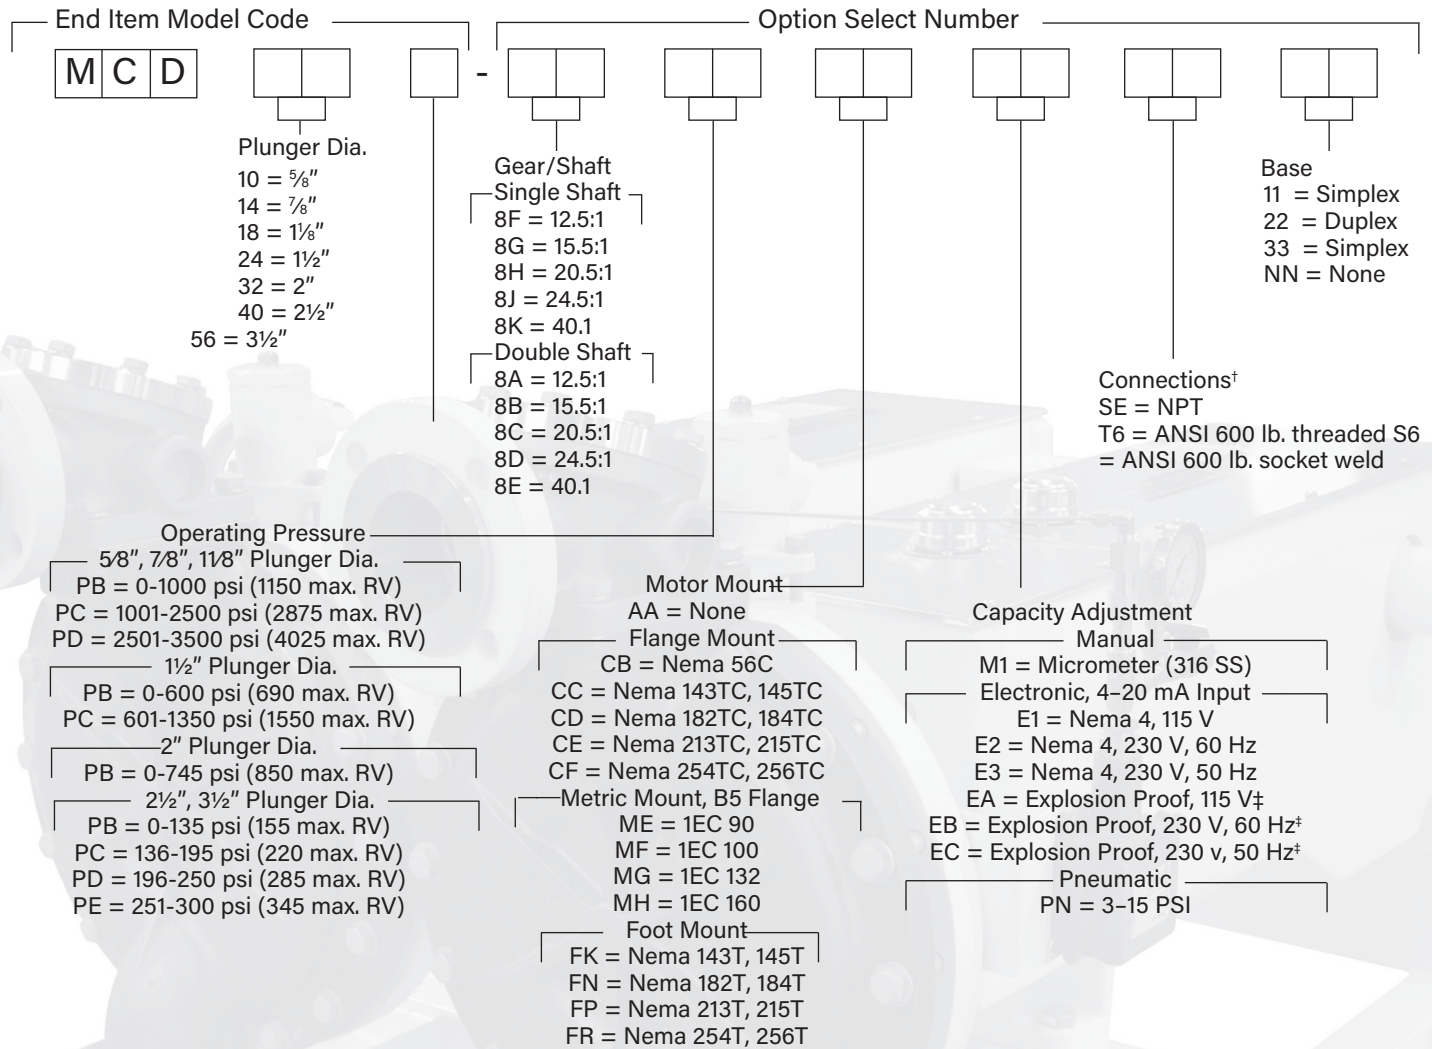 End Item Model Code
Option Select Number
M C D
-
Plunger Dia.
10 = ⅝"
14 = ⅞"
18 = 1⅛"
24 = 1½"
32 = 2"
40 = 2½"
56 = 3½"
Gear/Shaft
Single Shaft
8F = 12.5:1
8G = 15.5:1
8H = 20.5:1
8J = 24.5:1
8K = 40.1
Double Shaft
8A = 12.5:1
8B = 15.5:1
8C = 20.5:1
8D = 24.5:1
8E = 40.1
Base
11 = Simplex
22 = Duplex
33 = Simplex
NN = None
Connections†
SE = NPT
T6 = ANSI 600 lb. threaded S6
= ANSI 600 lb. socket weld
Operating Pressure
5⁄8", 7⁄8", 11⁄8" Plunger Dia.
PB = 0-1000 psi (1150 max. RV)
PC = 1001-2500 psi (2875 max. RV)
PD = 2501-3500 psi (4025 max. RV)
1½" Plunger Dia.
PB = 0-600 psi (690 max. RV)
PC = 601-1350 psi (1550 max. RV)
2" Plunger Dia.
PB = 0-745 psi (850 max. RV)
2½", 3½" Plunger Dia.
PB = 0-135 psi (155 max. RV)
PC = 136-195 psi (220 max. RV)
PD = 196-250 psi (285 max. RV)
PE = 251-300 psi (345 max. RV)
Motor Mount
AA = None
Flange Mount
CB = Nema 56C
CC = Nema 143TC, 145TC
CD = Nema 182TC, 184TC
CE = Nema 213TC, 215TC
CF = Nema 254TC, 256TC
Metric Mount, B5 Flange
ME = 1EC 90
MF = 1EC 100
MG = 1EC 132
MH = 1EC 160
Foot Mount
FK = Nema 143T, 145T
FN = Nema 182T, 184T
FP = Nema 213T, 215T
FR = Nema 254T, 256T
Capacity Adjustment
Manual
M1 = Micrometer (316 SS)
Electronic, 4–20 mA Input
E1 = Nema 4, 115 V
E2 = Nema 4, 230 V, 60 Hz
E3 = Nema 4, 230 V, 50 Hz
EA = Explosion Proof, 115 V‡
EB = Explosion Proof, 230 V, 60 Hz‡
EC = Explosion Proof, 230 v, 50 Hz‡
Pneumatic
PN = 3–15 PSI